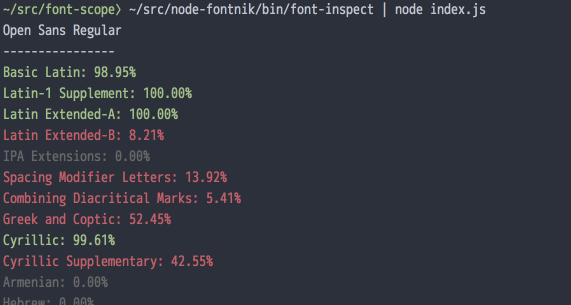 ~/src/font-scope⟩ ~/src/node-fontnik/bin/font-inspect | node index.js
Open Sans Regular
----------------
Basic Latin: 98.95%
Latin-1 Supplement: 100.00%
Latin Extended-A: 100.00%
Latin Extended-B: 8.21%
IPA Extensions: 0.00%
Spacing Modifier Letters: 13.92%
Combining Diacritical Marks: 5.41%
Greek and Coptic: 52.45%
Cyrillic: 99.61%
Cyrillic Supplementary: 42.55%
Armenian: 0.00%
Hebrew: 0.00%